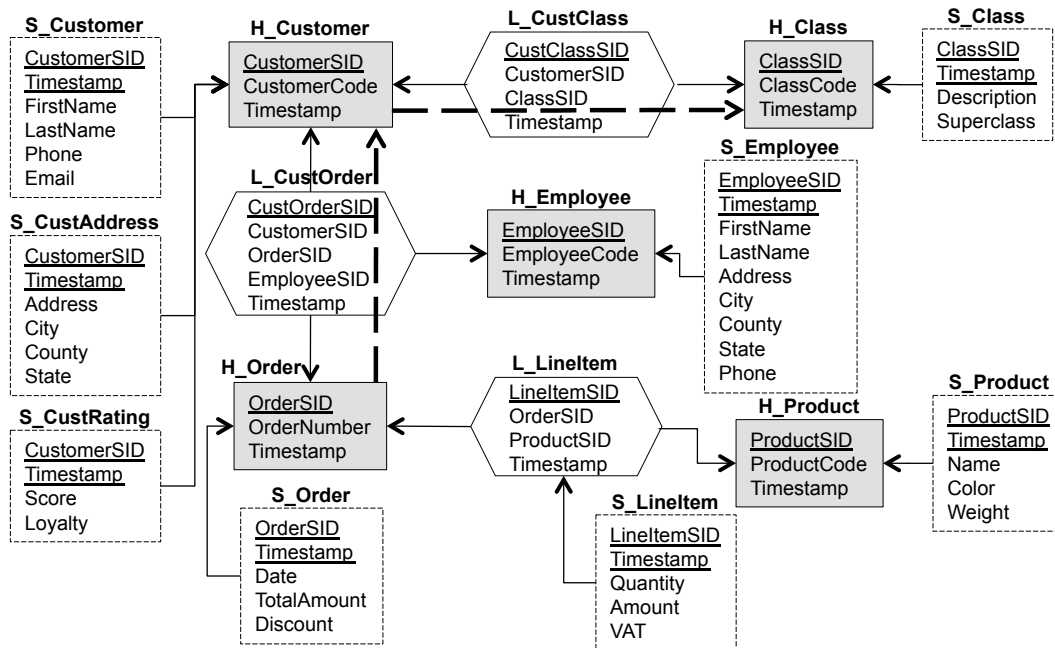 S_Customer
CustomerSID
Timestamp
FirstName
LastName
Phone
Email
H_Customer
CustomerSID
CustomerCode
Timestamp
L_CustClass
CustClassSID
CustomerSID
ClassSID
Timestamp
H_Class
ClassSID
ClassCode
Timestamp
S_Class
ClassSID
Timestamp
Description
Superclass
S_CustAddress
CustomerSID
Timestamp
Address
City
County
State
L_CustOrder
CustOrderSID
CustomerSID
OrderSID
EmployeeSID
Timestamp
H_Employee
EmployeeSID
EmployeeCode
Timestamp
S_Employee
EmployeeSID
Timestamp
FirstName
LastName
Address
City
County
State
Phone
S_CustRating
CustomerSID
Timestamp
Score
Loyalty
H_Order
OrderSID
OrderNumber
Timestamp
L_LineItem
LineItemSID
OrderSID
ProductSID
Timestamp
H_Product
ProductSID
ProductCode
Timestamp
S_Product
ProductSID
Timestamp
Name
Color
Weight
S_Order
OrderSID
Timestamp
Date
TotalAmount
Discount
S_LineItem
LineItemSID
Timestamp
Quantity
Amount
VAT